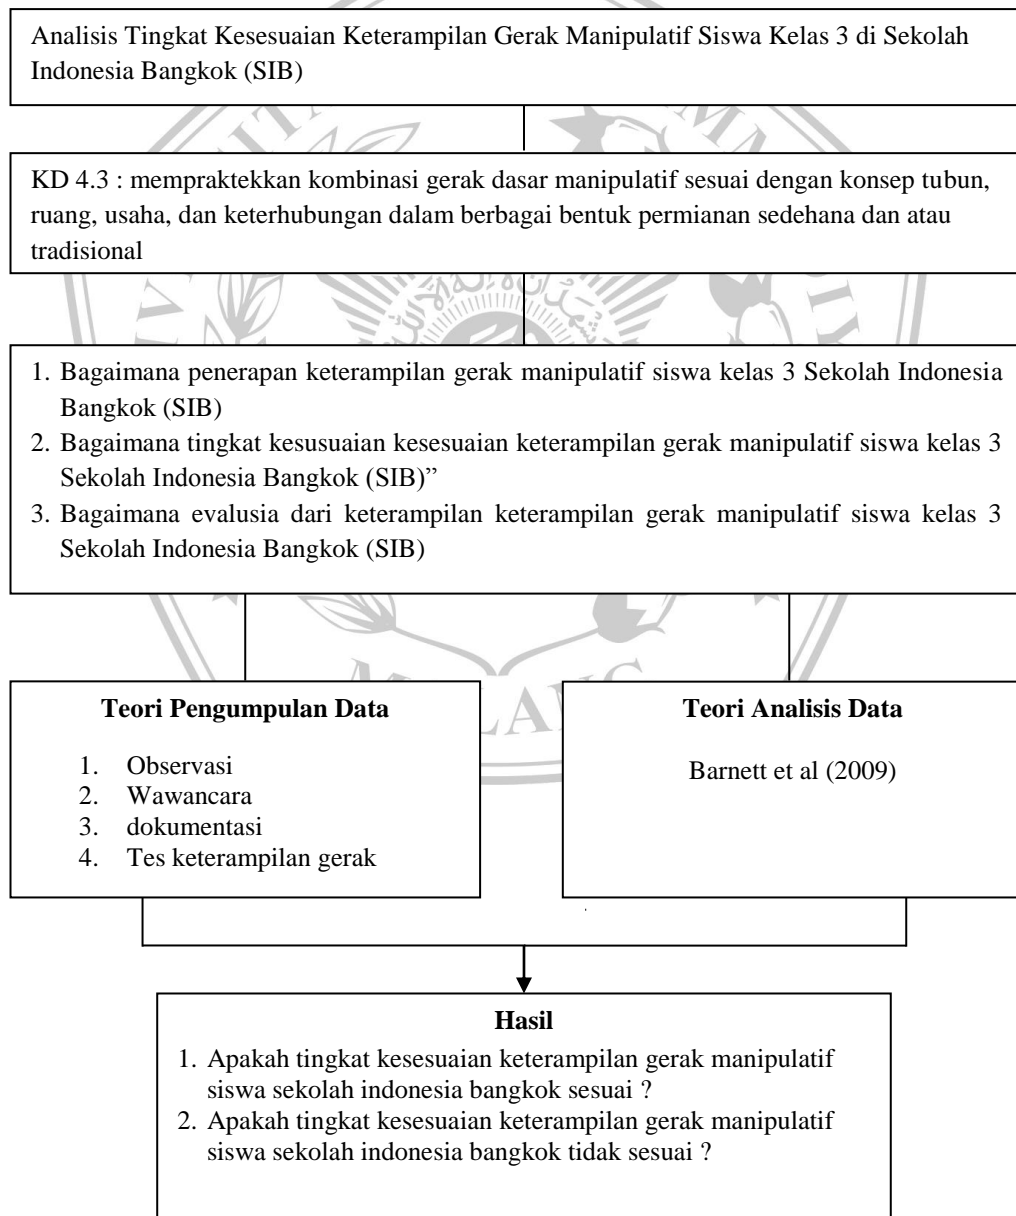 Analisis Tingkat Kesesuaian Keterampilan Gerak Manipulatif Siswa Kelas 3 di Sekolah
Indonesia Bangkok (SIB)
KD 4.3 : mempraktekkan kombinasi gerak dasar manipulatif sesuai dengan konsep tubun,
ruang, usaha, dan keterhubungan dalam berbagai bentuk permianan sedehana dan atau
tradisional
1. Bagaimana penerapan keterampilan gerak manipulatif siswa kelas 3 Sekolah Indonesia
Bangkok (SIB)
2. Bagaimana tingkat kesusuaian kesesuaian keterampilan gerak manipulatif siswa kelas 3
Sekolah Indonesia Bangkok (SIB)”
3. Bagaimana evalusia dari keterampilan keterampilan gerak manipulatif siswa kelas 3
Sekolah Indonesia Bangkok (SIB)
Teori Pengumpulan Data
1. Observasi
2. Wawancara
3. dokumentasi
4. Tes keterampilan gerak
Teori Analisis Data
Barnett et al (2009)
Hasil
1. Apakah tingkat kesesuaian keterampilan gerak manipulatif
siswa sekolah indonesia bangkok sesuai ?
2. Apakah tingkat kesesuaian keterampilan gerak manipulatif
siswa sekolah indonesia bangkok tidak sesuai ?